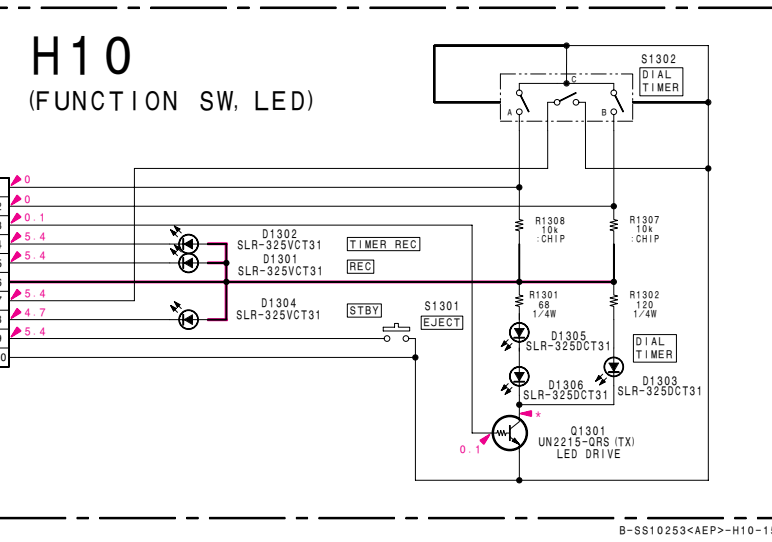 H10
(FUNCTION SW, LED)
S1302
DIAL
TIMER
C
A
B
0
0
0.1
5.4
5.4
5.4
4.7
5.4
0
D1302
SLR-325VCT31
TIMER REC
D1301
SLR-325VCT31
REC
D1304
SLR-325VCT31
STBY
S1301
EJECT
R1308
10k
:CHIP
R1307
10k
:CHIP
R1301
68
1/4W
R1302
120
1/4W
D1305
SLR-325DCT31
DIAL
TIMER
D1306
SLR-325DCT31
D1303
SLR-325DCT31
*
0.1
Q1301
UN2215-QRS(TX)
LED DRIVE
B-SS10253<AEP>-H10-15